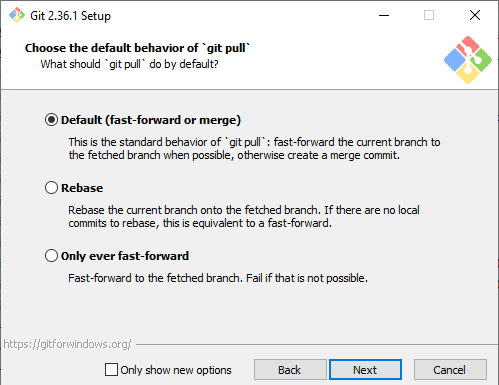 Git 2.36.1 Setup
Choose the default behavior of `git pull`
What should `git pull` do by default?
Default (fast-forward or merge)
This is the standard behavior of `git pull`: fast-forward the current branch to
the fetched branch when possible, otherwise create a merge commit.
Rebase
Rebase the current branch onto the fetched branch. If there are no local
commits to rebase, this is equivalent to a fast-forward.
Only ever fast-forward
Fast-forward to the fetched branch. Fail if that is not possible.
https://gitforwindows.org/
Only show new options
Back
Next
Cancel